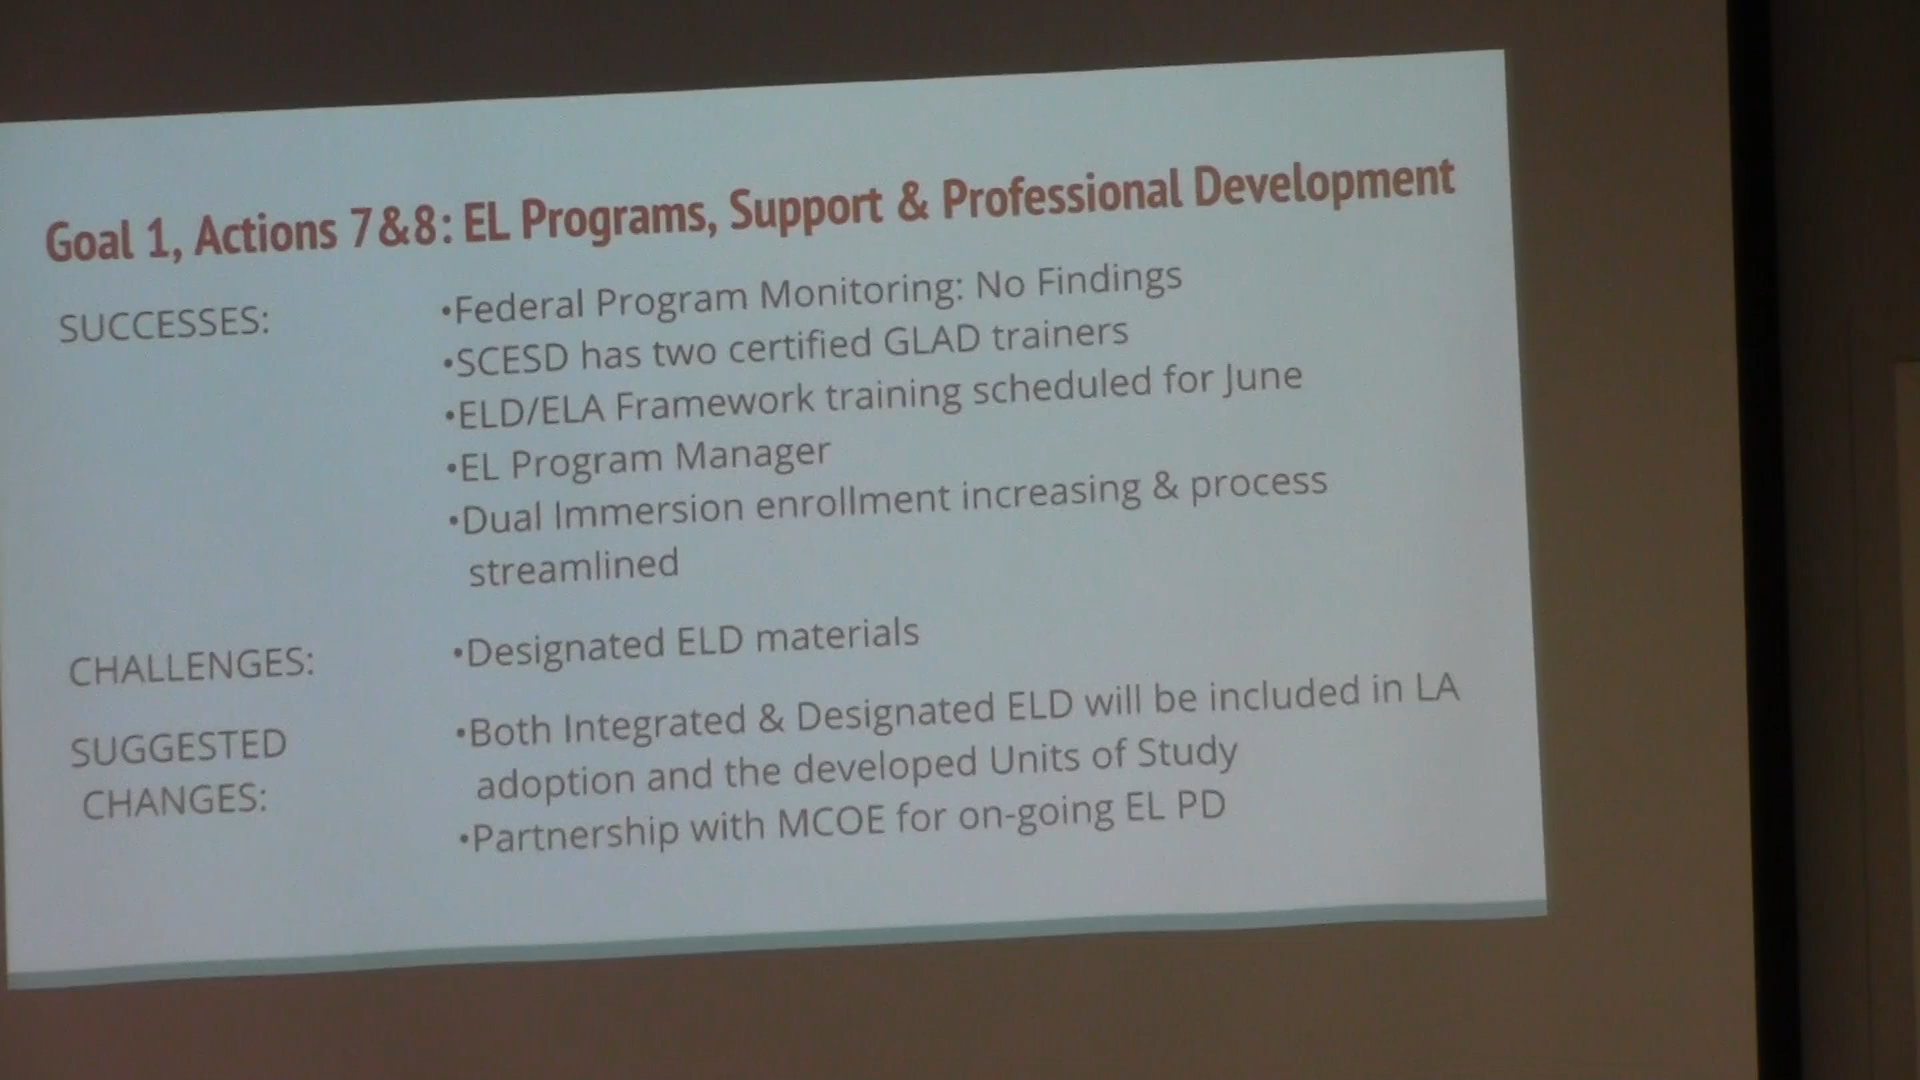 Goal 1, Actions 7&8: EL Programs, Support & Professional Development
SUCCESSES:
•Federal Program Monitoring: No Findings
•SCESD has two certified GLAD trainers
•ELD/ELA Framework training scheduled for June
•EL Program Manager
•Dual Immersion enrollment increasing & process
streamlined
CHALLENGES:
•Designated ELD materials
SUGGESTED
CHANGES:
•Both Integrated & Designated ELD will be included in LA
adoption and the developed Units of Study
•Partnership with MCOE for on-going EL PD